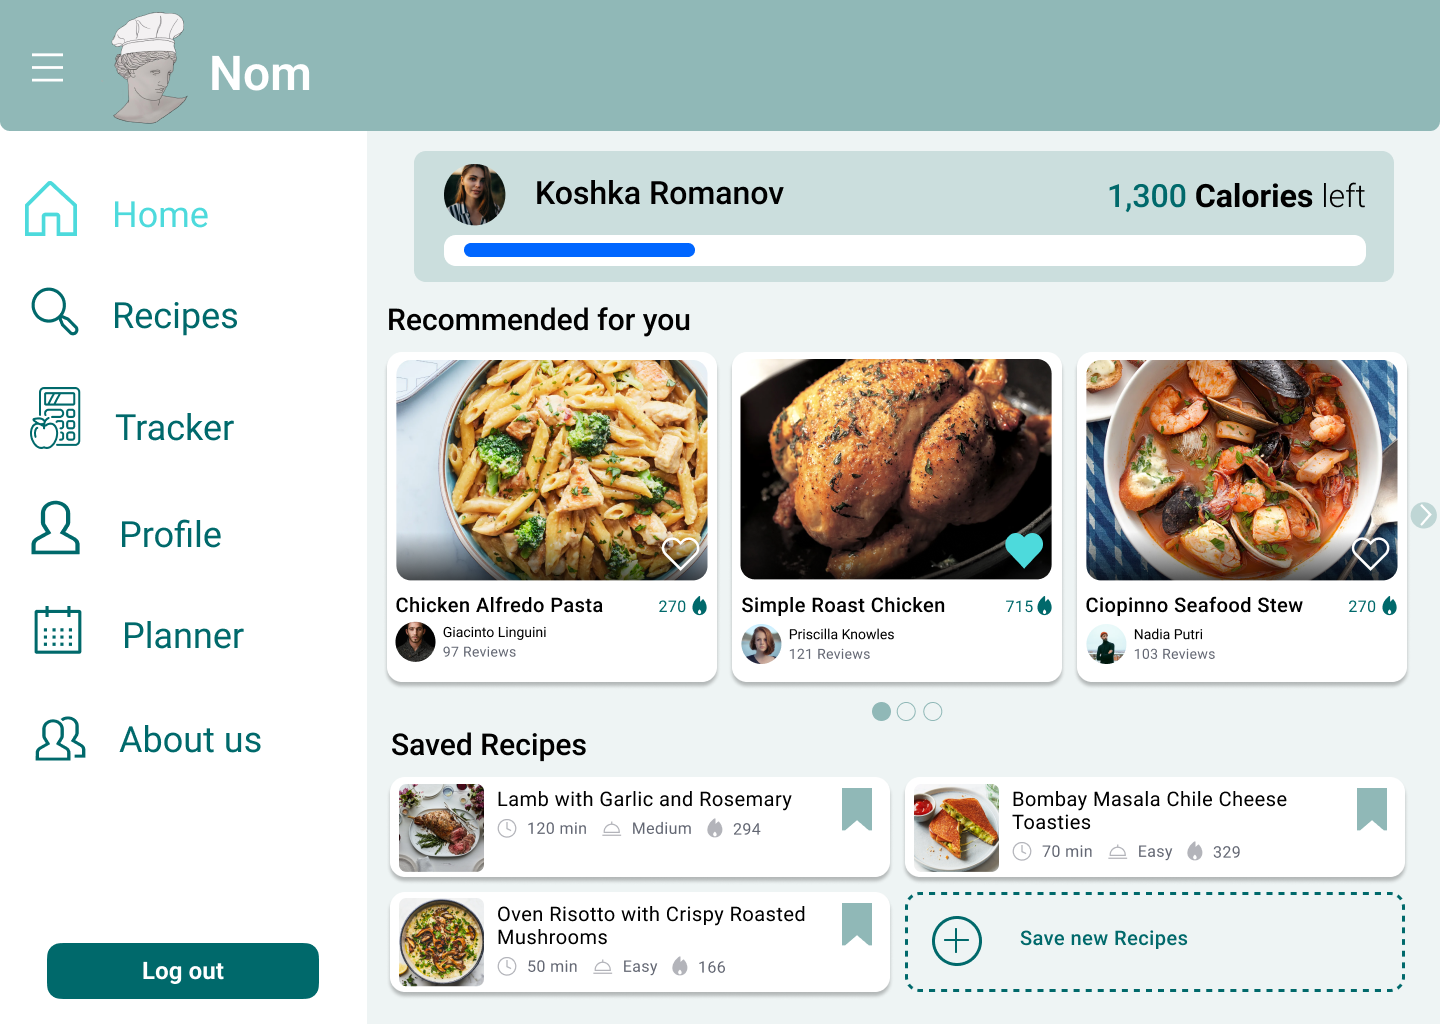 Nom
Home
Recipes
Tracker
Profile
Planner
About us
Log out
Koshka Romanov
1,300 Calories left
Recommended for you
Chicken Alfredo Pasta
270
Giacinto Linguini
97 Reviews
Simple Roast Chicken
715
Priscilla Knowles
121 Reviews
Ciopinno Seafood Stew
270
Nadia Putri
103 Reviews
Saved Recipes
Lamb with Garlic and Rosemary
120 min Medium 294
Bombay Masala Chile Cheese
Toasties
70 min Easy 329
Oven Risotto with Crispy Roasted
Mushrooms
50 min Easy 166
Save new Recipes